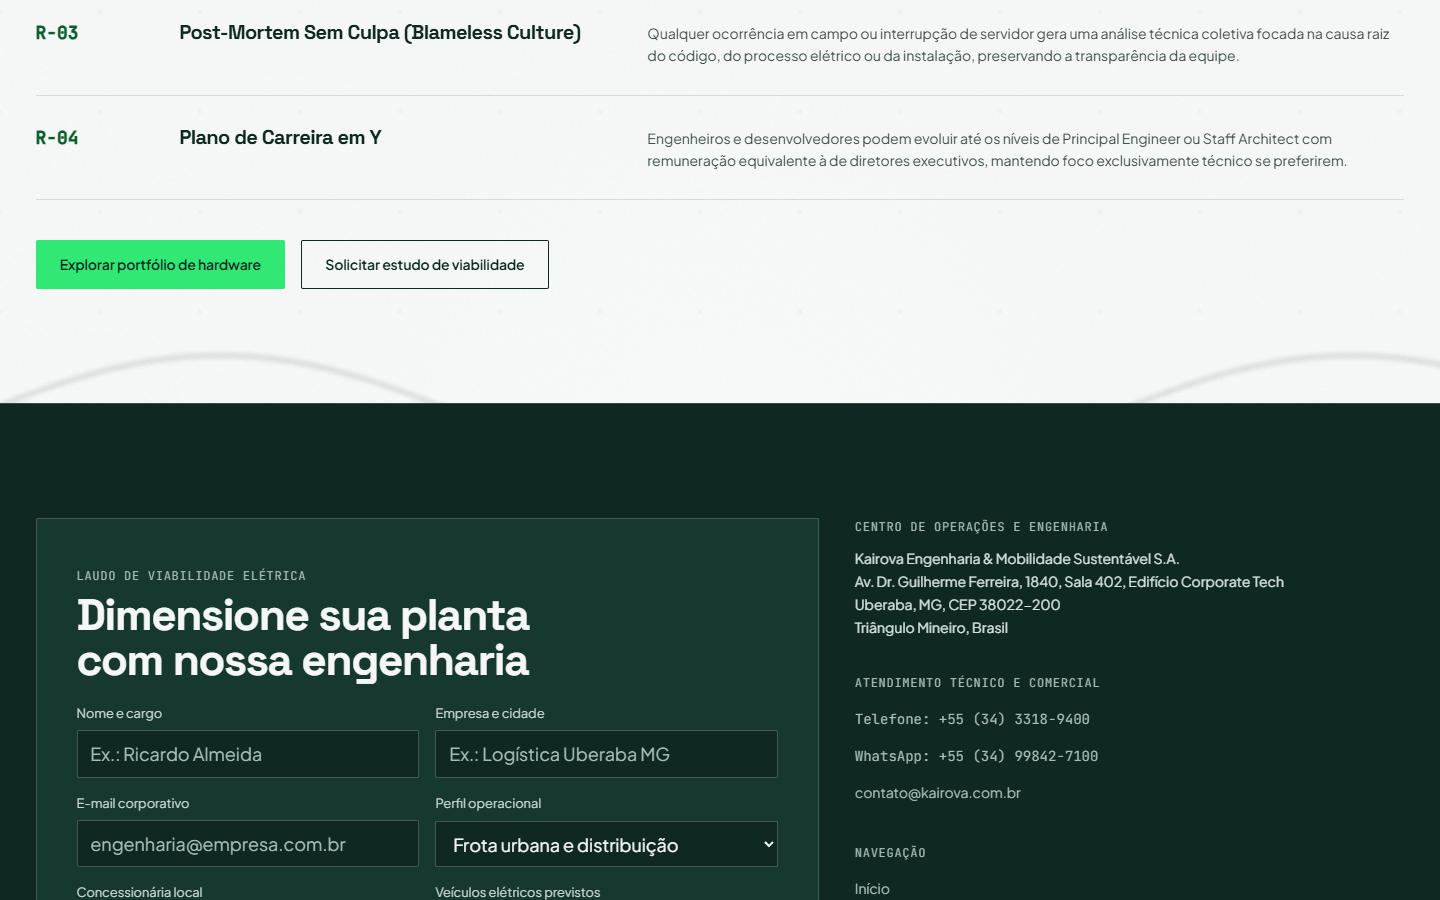 R-03
Post-Mortem Sem Culpa (Blameless Culture)
Qualquer ocorrência em campo ou interrupção de servidor gera uma análise técnica coletiva focada na causa raiz
do código, do processo elétrico ou da instalação, preservando a transparência da equipe.
R-04
Plano de Carreira em Y
Engenheiros e desenvolvedores podem evoluir até os níveis de Principal Engineer ou Staff Architect com
remuneração equivalente à de diretores executivos, mantendo foco exclusivamente técnico se preferirem.
Explorar portfólio de hardware
Solicitar estudo de viabilidade
LAUDO DE VIABILIDADE ELÉTRICA
Dimensione sua planta
com nossa engenharia
Nome e cargo
Ex.: Ricardo Almeida
Empresa e cidade
Ex.: Logística Uberaba MG
E-mail corporativo
engenharia@empresa.com.br
Perfil operacional
Frota urbana e distribuição
Concessionária local
Veículos elétricos previstos
CENTRO DE OPERAÇÕES E ENGENHARIA
Kairova Engenharia & Mobilidade Sustentável S.A.
Av. Dr. Guilherme Ferreira, 1840, Sala 402, Edifício Corporate Tech
Uberaba, MG, CEP 38022–200
Triângulo Mineiro, Brasil
ATENDIMENTO TÉCNICO E COMERCIAL
Telefone: +55 (34) 3318-9400
WhatsApp: +55 (34) 99842-7100
contato@kairova.com.br
NAVEGAÇÃO
Início